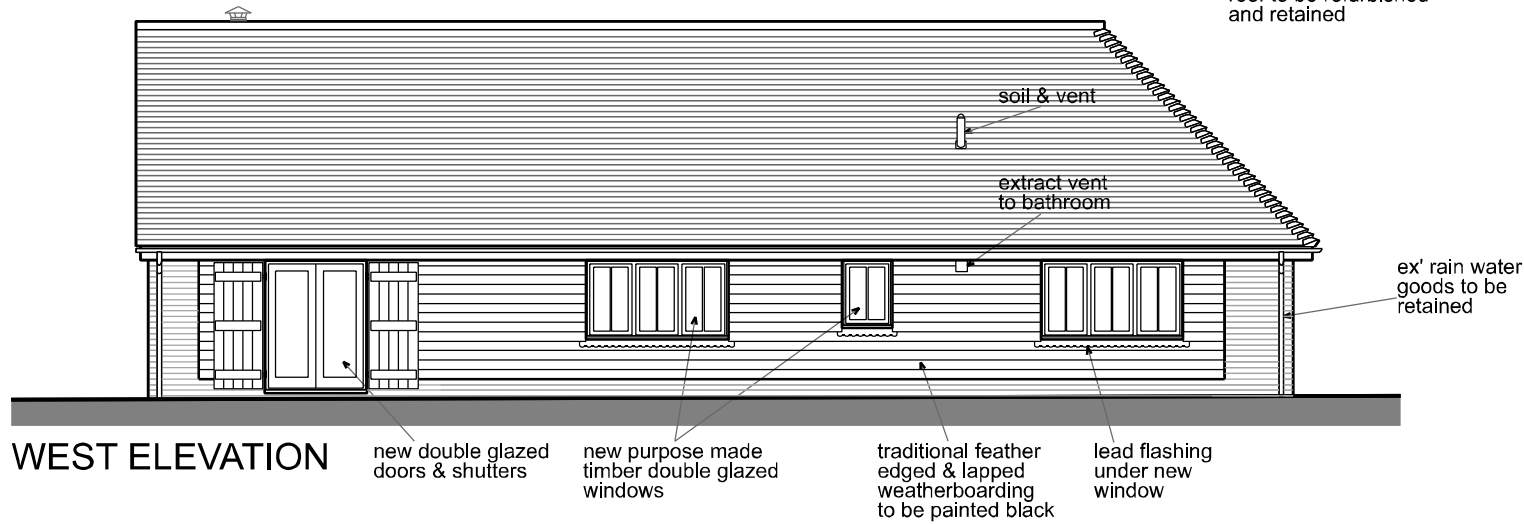 and retained
soil & vent
extract vent
to bathroom
ex' rain water
goods to be
retained
WEST ELEVATION
new double glazed
doors & shutters
new purpose made
timber double glazed
windows
traditional feather
edged & lapped
weatherboarding
to be painted black
lead flashing
under new
window